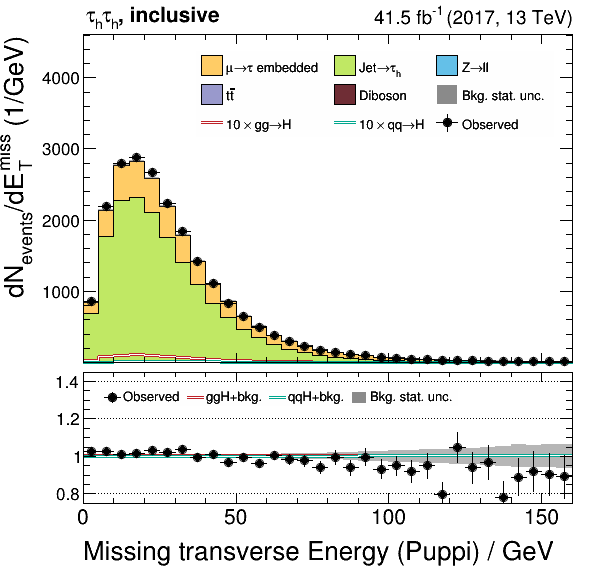 τhτh, inclusive
41.5 fb-1 (2017, 13 TeV)
μ→τ embedded
Jet→τh
Z→ll
tt̄
Diboson
Bkg. stat. unc.
10 × gg→H
10 × qq→H
Observed
dNevents/dETmiss (1/GeV)
4000
3000
2000
1000
1.4
1.2
1
0.8
Observed
ggH+bkg.
qqH+bkg.
Bkg. stat. unc.
0
50
100
150
Missing transverse Energy (Puppi) / GeV